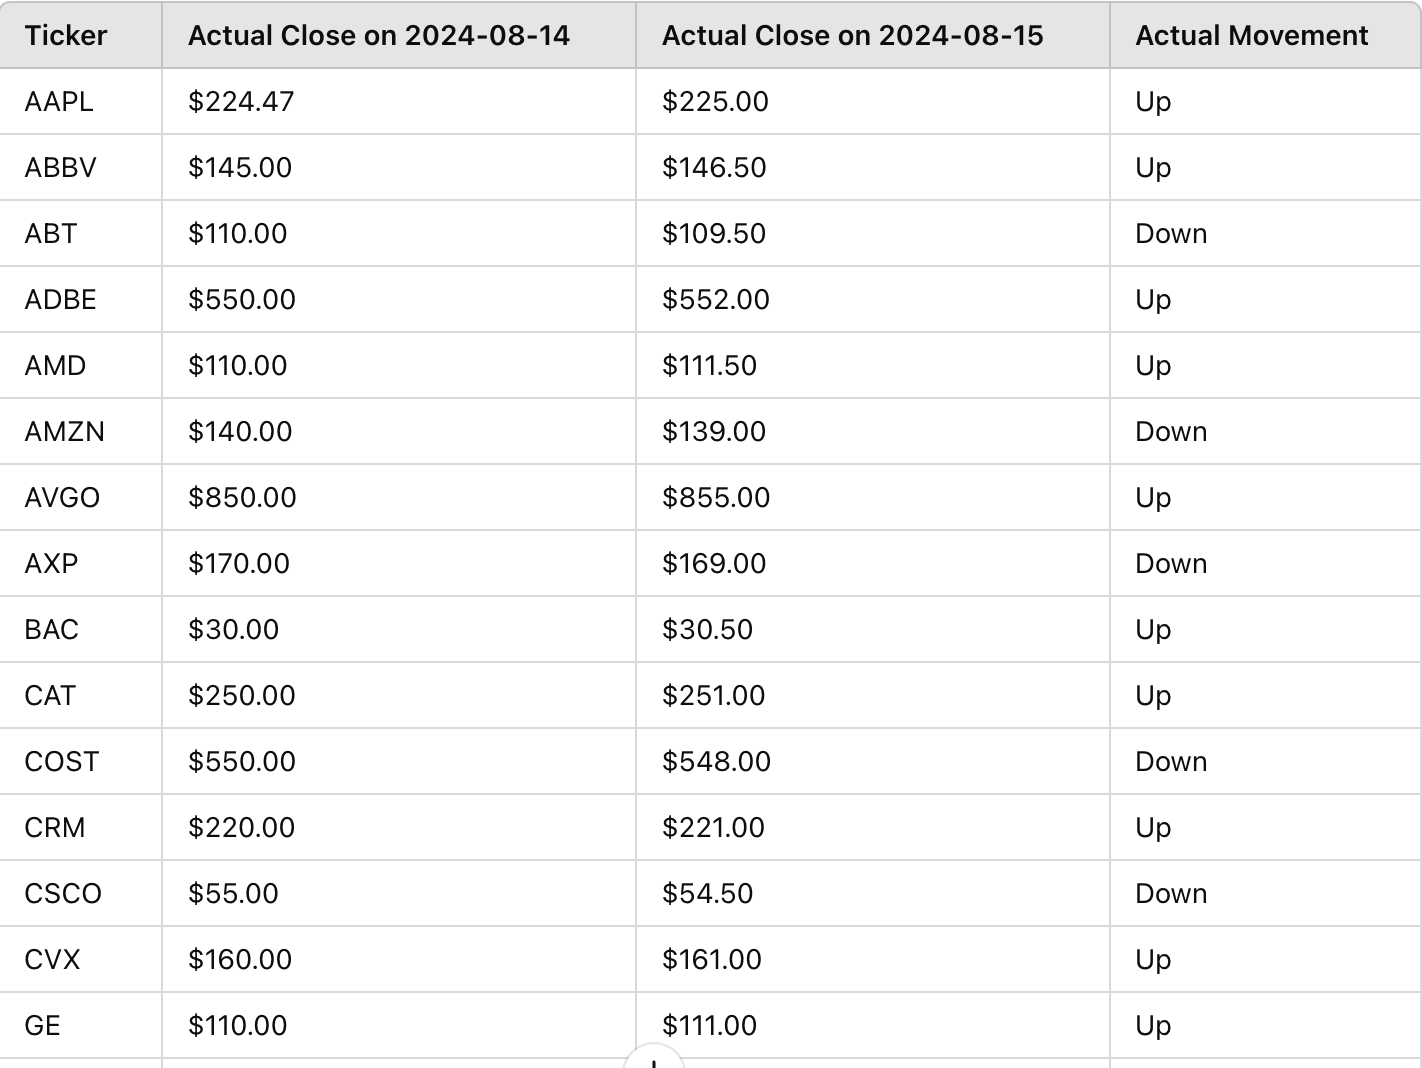 Ticker Actual Close on 2024-08-14 Actual Close on 2024-08-15 Actual Movement
AAPL $224.47 $225.00 Up
ABBV $145.00 $146.50 Up
ABT $110.00 $109.50 Down
ADBE $550.00 $552.00 Up
AMD $110.00 $111.50 Up
AMZN $140.00 $139.00 Down
AVGO $850.00 $855.00 Up
AXP $170.00 $169.00 Down
BAC $30.00 $30.50 Up
CAT $250.00 $251.00 Up
COST $550.00 $548.00 Down
CRM $220.00 $221.00 Up
CSCO $55.00 $54.50 Down
CVX $160.00 $161.00 Up
GE $110.00 $111.00 Up